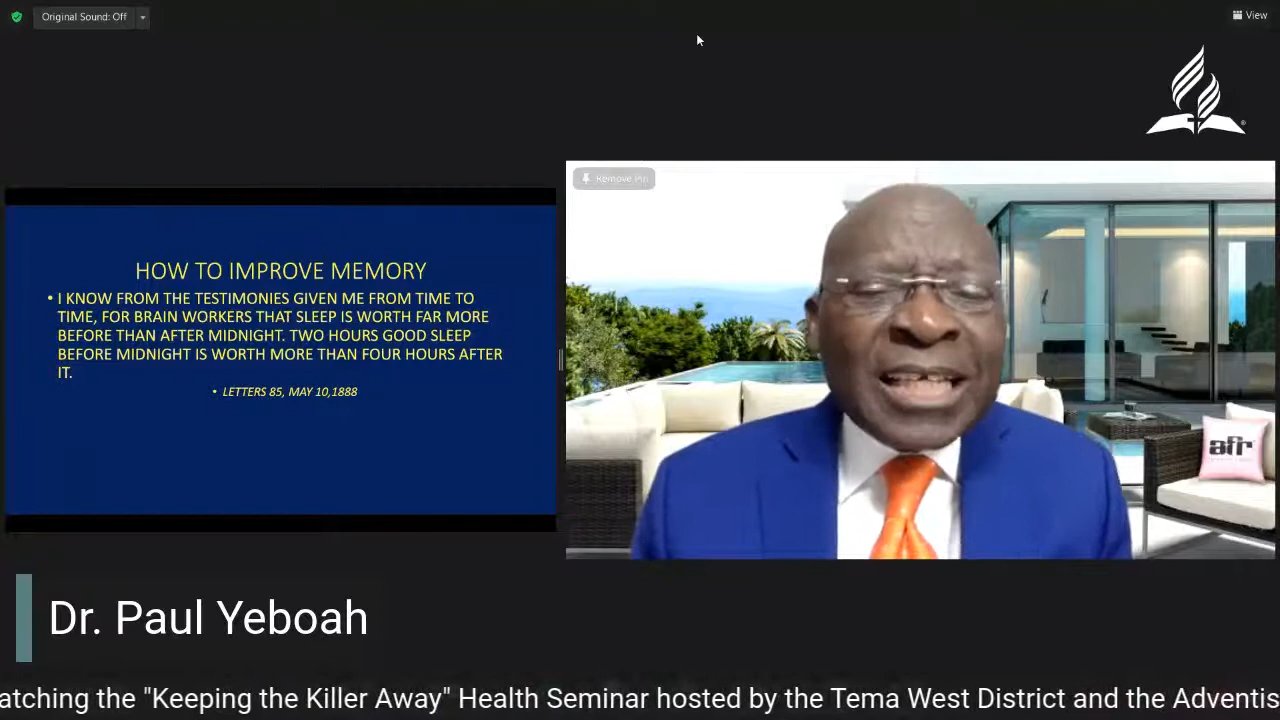 Original Sound: Off
View
Remove Pin
HOW TO IMPROVE MEMORY
• I KNOW FROM THE TESTIMONIES GIVEN ME FROM TIME TO
TIME, FOR BRAIN WORKERS THAT SLEEP IS WORTH FAR MORE
BEFORE THAN AFTER MIDNIGHT. TWO HOURS GOOD SLEEP
BEFORE MIDNIGHT IS WORTH MORE THAN FOUR HOURS AFTER
IT.
• LETTERS 85, MAY 10,1888
afr
Dr. Paul Yeboah
atching the "Keeping the Killer Away" Health Seminar hosted by the Tema West District and the Adventis